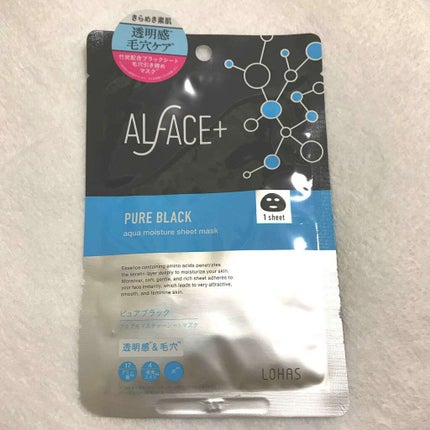 きらめき素肌
透明感
毛穴ケア
竹炭配合ブラックシート
毛穴引き締め
マスク
ALFACE+
1 sheet
PURE BLACK
aqua moisture sheet mask
Essence containing amino acids penetrates
the keratin layer deeply to moisturize your skin.
Moreover, soft, gentle, and rich sheet adheres to
your face instantly, which leads to very attractive,
smooth, and feminine skin.
ピュアブラック
アクアモイスチャーシートマスク
透明感 & 毛穴
LOHAS